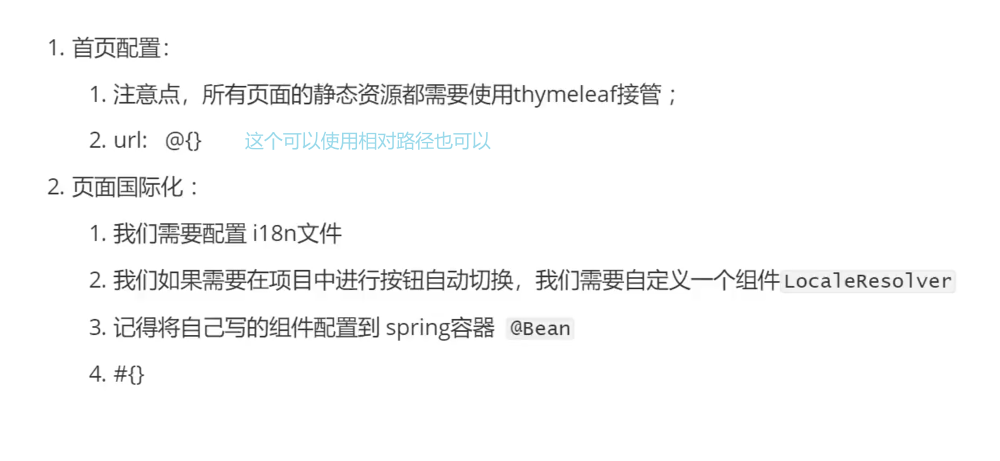 1. 首页配置：
1. 注意点，所有页面的静态资源都需要使用thymeleaf接管；
2. url: @{} 这个可以使用相对路径也可以
2. 页面国际化：
1. 我们需要配置 i18n文件
2. 我们如果需要在项目中进行按钮自动切换，我们需要自定义一个组件LocaleResolver
3. 记得将自己写的组件配置到 spring容器 @Bean
4. #{}